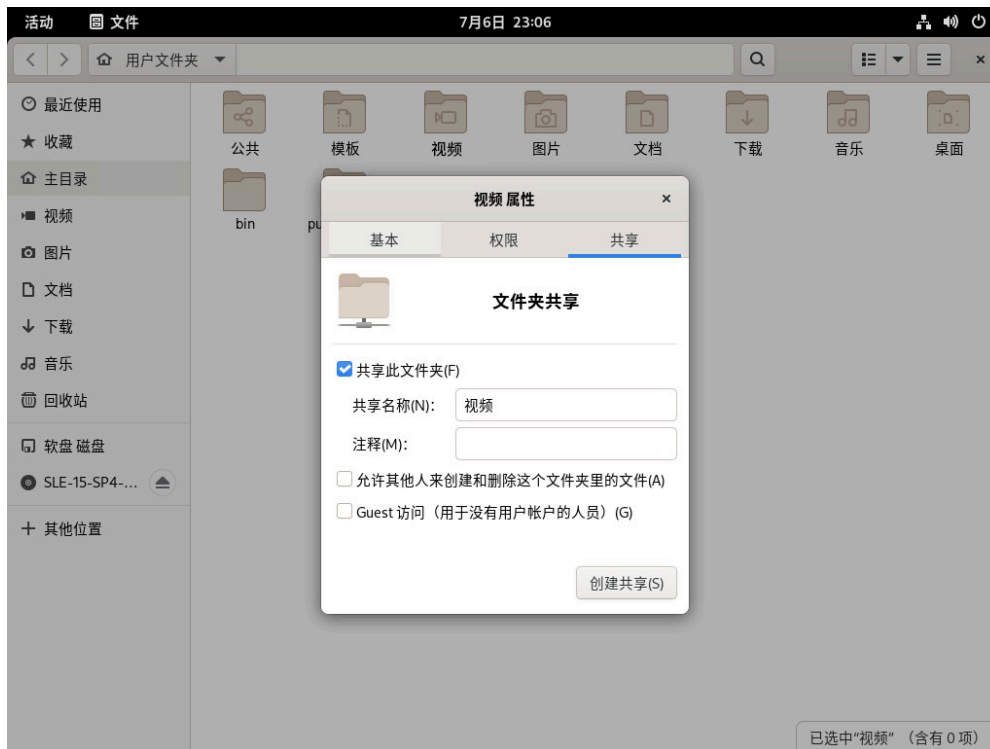 活动 文件 7月6日 23:06
用户文件夹
最近使用
收藏
主目录
视频
图片
文档
下载
音乐
回收站
软盘 磁盘
SLE-15-SP4-...
其他位置
公共 模板 视频 图片 文档 下载 音乐 桌面
bin pu
视频 属性
基本 权限 共享
文件夹共享
共享此文件夹(F)
共享名称(N): 视频
注释(M):
允许其他人来创建和删除这个文件夹里的文件(A)
Guest 访问（用于没有用户帐户的人员）(G)
创建共享(S)
已选中“视频” （含有 0 项）